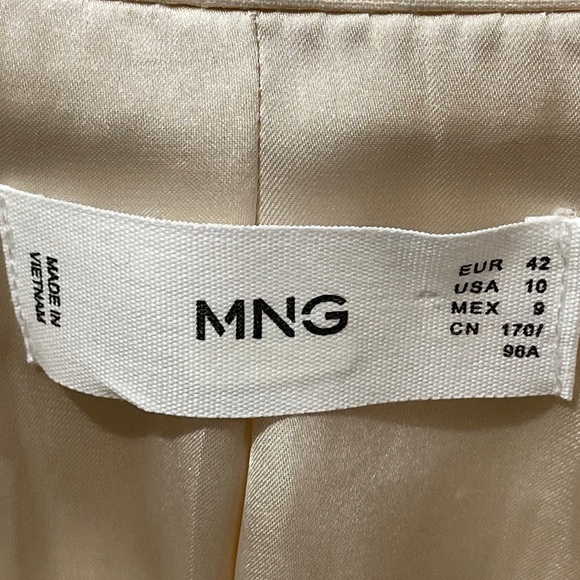 MADE IN
VIETNAM
MNG
EUR 42
USA 10
MEX 9
CN 170/
96A